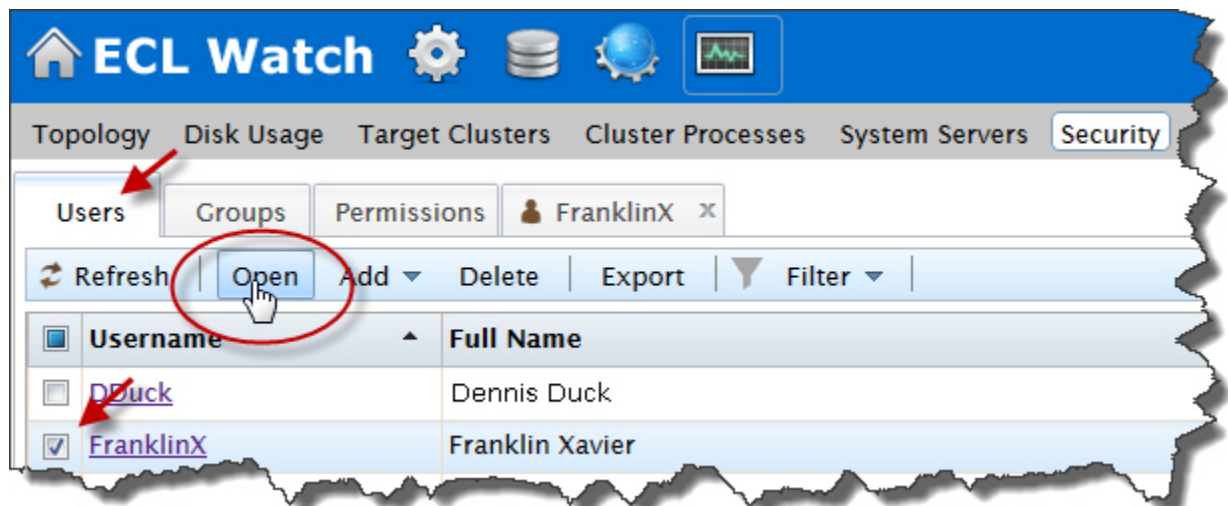 ECL Watch
Topology Disk Usage Target Clusters Cluster Processes System Servers Security
Users Groups Permissions FranklinX x
Refresh Open Add Delete Export Filter
Username Full Name
DDuck Dennis Duck
FranklinX Franklin Xavier